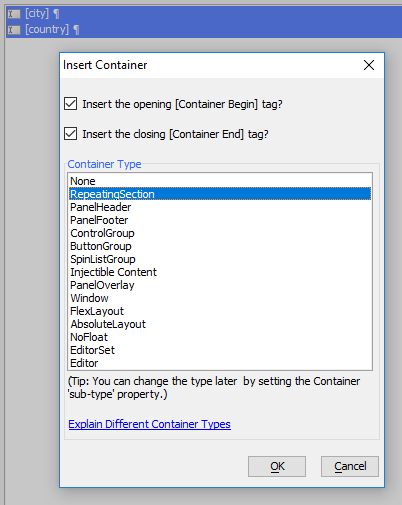 [city] ¶
[country] ¶
Insert Container
Insert the opening [Container Begin] tag?
Insert the closing [Container End] tag?
Container Type
None
RepeatingSection
PanelHeader
PanelFooter
ControlGroup
ButtonGroup
SpinListGroup
Injectible Content
PanelOverlay
Window
FlexLayout
AbsoluteLayout
NoFloat
EditorSet
Editor
(Tip: You can change the type later by setting the Container
'sub-type' property.)
Explain Different Container Types
OK Cancel